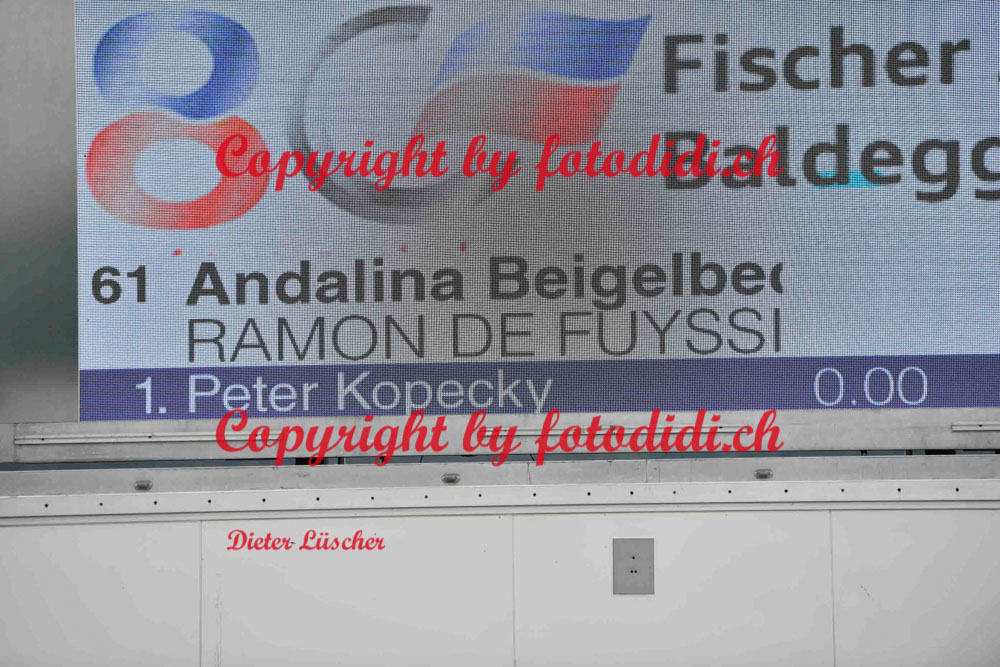 Fischer
Baldegg
Copyright by fotodidi.ch
61 Andalina Beigelbec
RAMON DE FUYSSI
1. Peter Kopecky 0.00
Copyright by fotodidi.ch
Dieter Lüscher